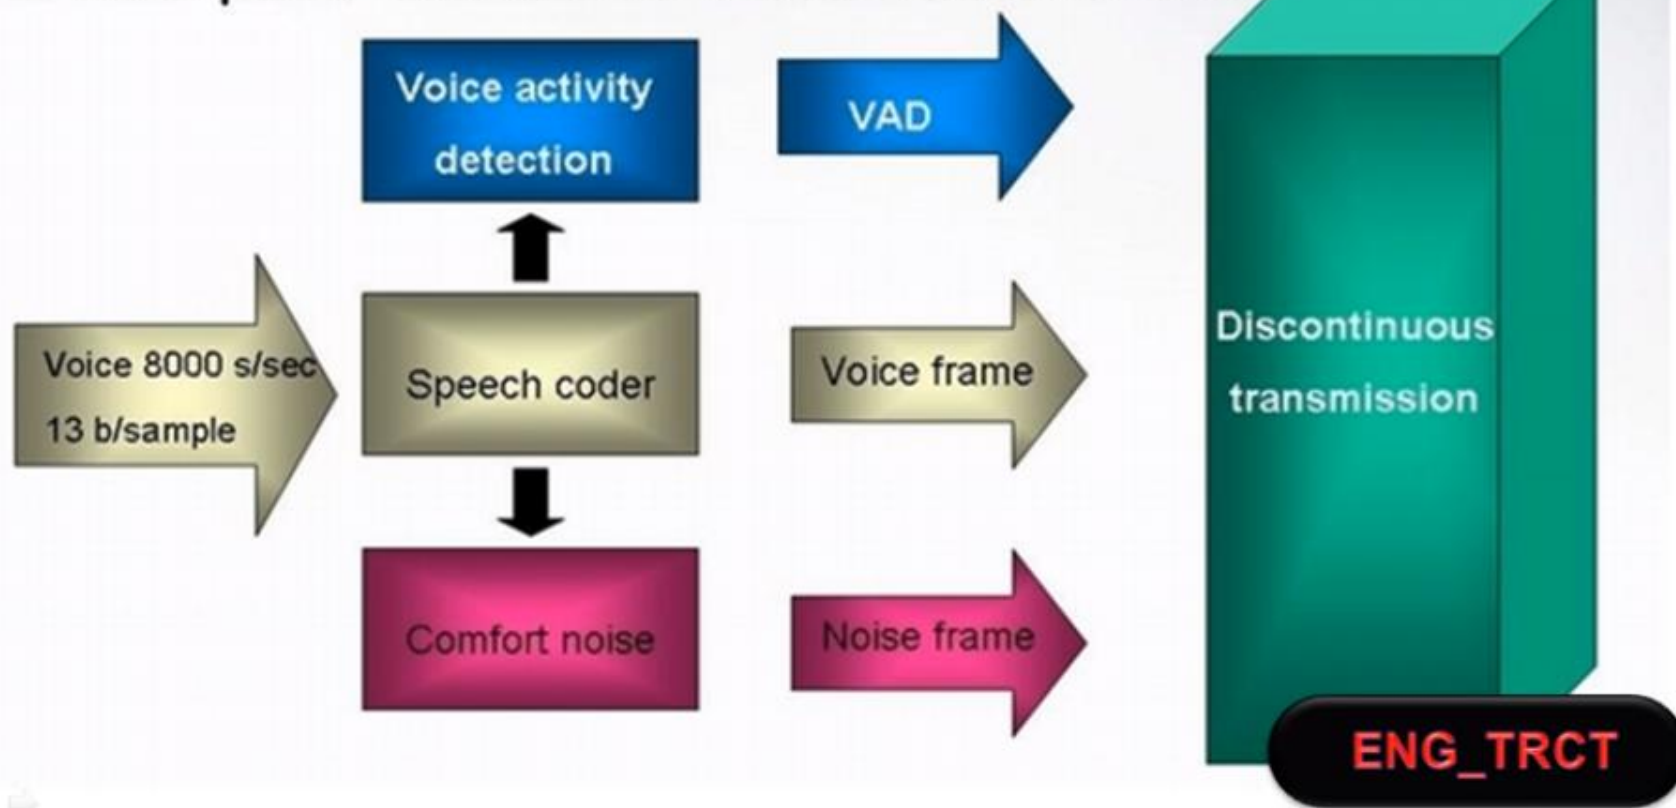 Voice activity
detection
VAD
Voice 8000 s/sec
13 b/sample
Speech coder
Voice frame
Discontinuous
transmission
Comfort noise
Noise frame
ENG_TRCT